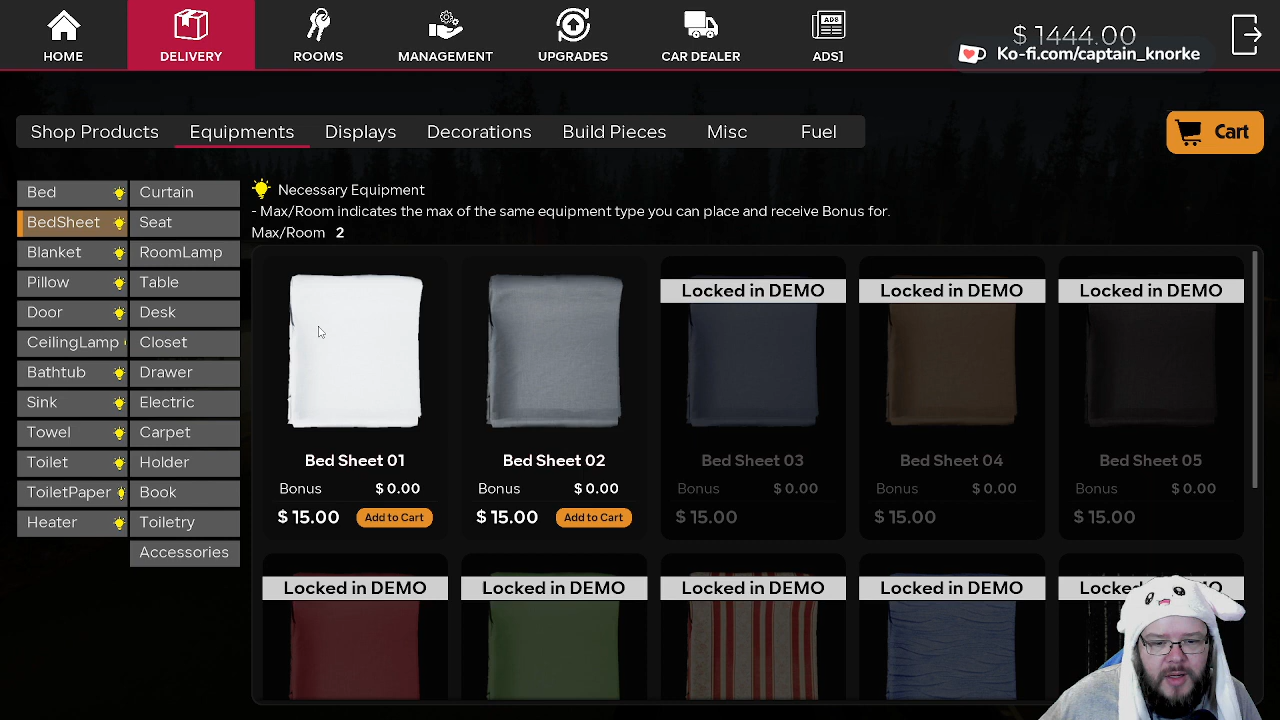 HOME
DELIVERY
ROOMS
MANAGEMENT
UPGRADES
CAR DEALER
ADS
ADS]
$ 1444.00
Ko-fi.com/captain_knorke
Shop Products
Equipments
Displays
Decorations
Build Pieces
Misc
Fuel
Cart
Bed
Curtain
BedSheet
Seat
Blanket
RoomLamp
Pillow
Table
Door
Desk
CeilingLamp
Closet
Bathtub
Drawer
Sink
Electric
Towel
Carpet
Toilet
Holder
ToiletPaper
Book
Heater
Toiletry
Accessories
Necessary Equipment
- Max/Room indicates the max of the same equipment type you can place and receive Bonus for.
Max/Room 2
Locked in DEMO
Locked in DEMO
Locked in DEMO
Bed Sheet 01
Bed Sheet 02
Bed Sheet 03
Bed Sheet 04
Bed Sheet 05
Bonus $ 0.00
Bonus $ 0.00
Bonus $ 0.00
Bonus $ 0.00
Bonus $ 0.00
$ 15.00 Add to Cart
$ 15.00 Add to Cart
$ 15.00
$ 15.00
$ 15.00
Locked in DEMO
Locked in DEMO
Locked in DEMO
Locked in DEMO